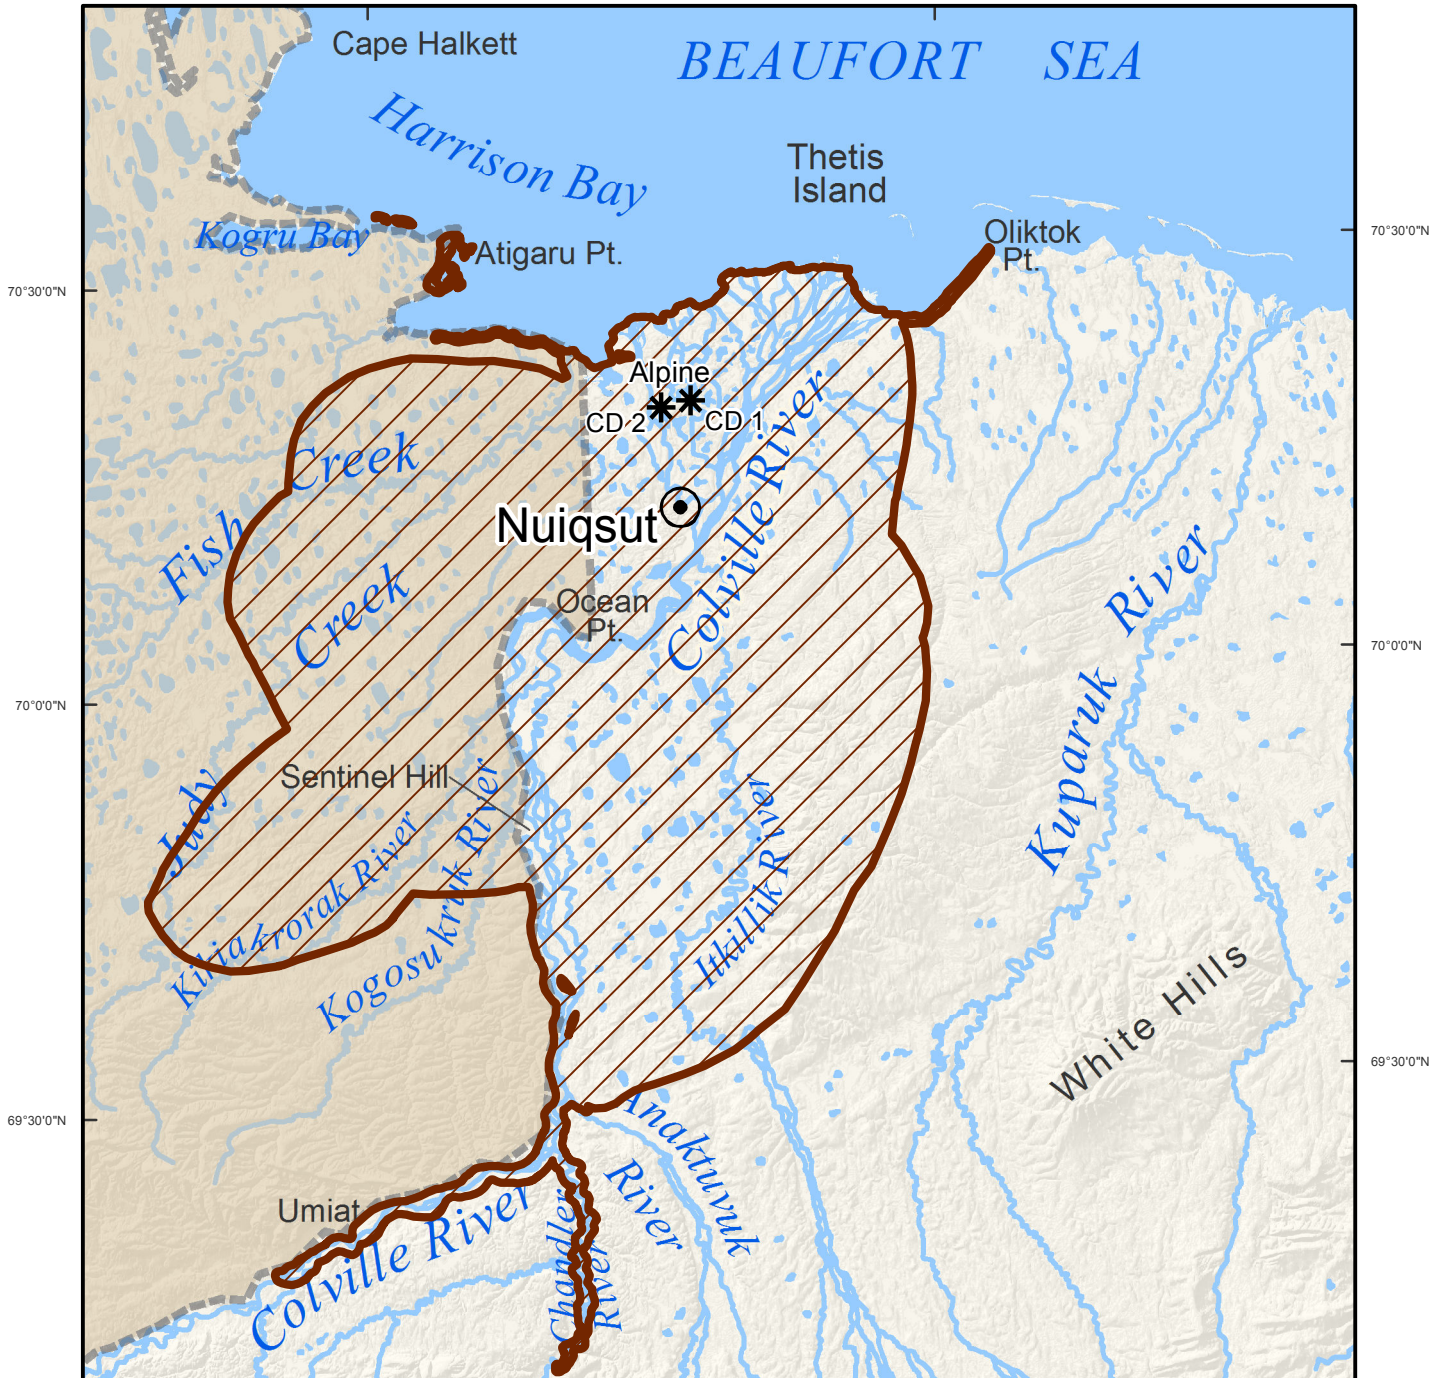 Cape Halkett
BEAUFORT SEA
Harrison Bay
Thetis
Island
Kogru Bay
Atigaru Pt.
Oliktok
Pt.
70°30'0"N
70°30'0"N
Alpine
CD 2
CD 1
Colville River
Fish Creek
Nuiqsut
Judy Creek
Ocean
Pt.
Kuparuk River
70°0'0"N
70°0'0"N
Sentinel Hill
Kikiakrorak River
Kogosukruk River
Itkillik River
White Hills
69°30'0"N
69°30'0"N
Anaktuvuk River
Umiat
Colville River
Chandler River